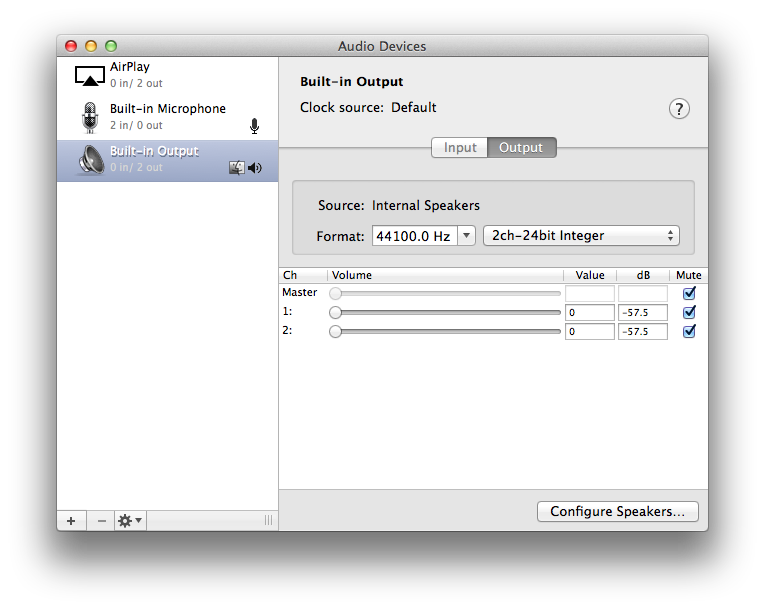 Audio Devices
AirPlay
0 in/ 2 out
Built-in Microphone
2 in/ 0 out
Built-in Output
0 in/ 2 out
Built-in Output
Clock source: Default
?
Input Output
Source: Internal Speakers
Format: 44100.0 Hz 2ch-24bit Integer
Ch Volume Value dB Mute
Master
1: 0 -57.5
2: 0 -57.5
Configure Speakers...